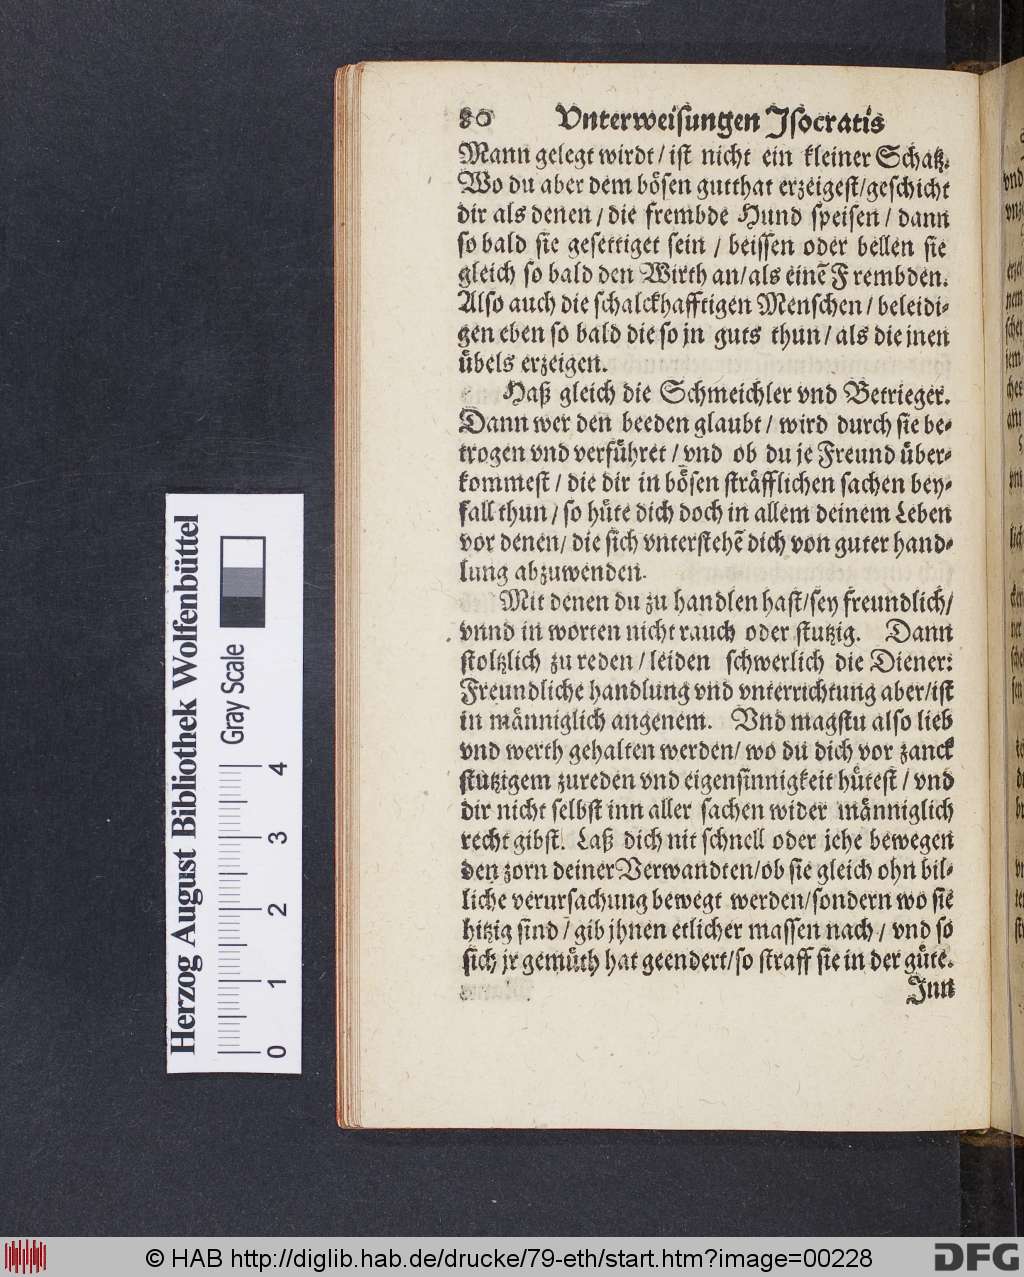 80 Vnterweisungen Jsocratis
Mann gelegt wirdt / ist nicht ein kleiner Schatz.
Wo du aber dem bösen gutthat erzeigest / geschicht
dir als denen / die frembde Hund speisen / dann
so bald sie gesettiget sein / beissen oder bellen sie
gleich so bald den Wirth an / als einẽ Frembden.
Also auch die schalckhafftigen Menschen / beleidi-
gen eben so bald die so jn guts thun / als die jnen
übels erzeigen.
Haß gleich die Schmeichler vnd Betrieger.
Dann wer den beeden glaubt / wird durch sie be-
trogen vnd verführet / vnd ob du je Freund über-
kommest / die dir in bösen sträfflichen sachen bey-
fall thun / so hüte dich doch in allem deinem Leben
vor denen / die sich vnterstehẽ dich von guter hand-
lung abzuwenden.
Mit denen du zu handlen hast / sey freundlich /
vnnd in worten nicht rauch oder stutzig. Dann
stoltzlich zu reden / leiden schwerlich die Diener:
Freundliche handlung vnd vnterrichtung aber / ist
in männiglich angenem. Vnd magstu also lieb
vnd werth gehalten werden / wo du dich vor zanck
stutzigem zureden vnd eigensinnigkeit hütest / vnd
dir nicht selbst inn aller sachen wider männiglich
recht gibst. Laß dich nit schnell oder jehe bewegen
den zorn deiner Verwandten / ob sie gleich ohn bil-
liche verursachung bewegt werden / sondern wo sie
hitzig sind / gib jhnen etlicher massen nach / vnd so
sich jr gemüth hat geendert / so straff sie in der güte.
Jnn
Herzog August Bibliothek Wolfenbüttel
Gray Scale
0 1 2 3 4
© HAB http://diglib.hab.de/drucke/79-eth/start.htm?image=00228
DFG